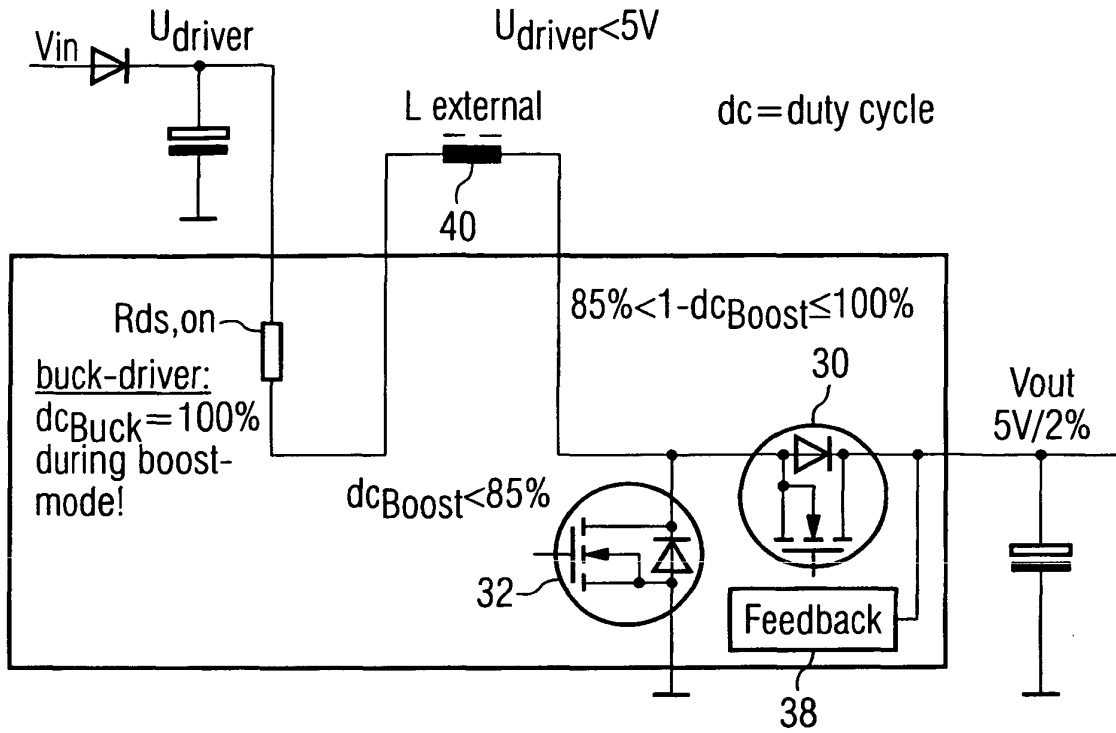 Vin
Udriver
Udriver<5V
L external
dc=duty cycle
40
Rds,on
85%<1-dcBoost≤100%
buck-driver:
dcBuck=100%
during boost-
mode!
30
Vout
5V/2%
dcBoost<85%
32
Feedback
38